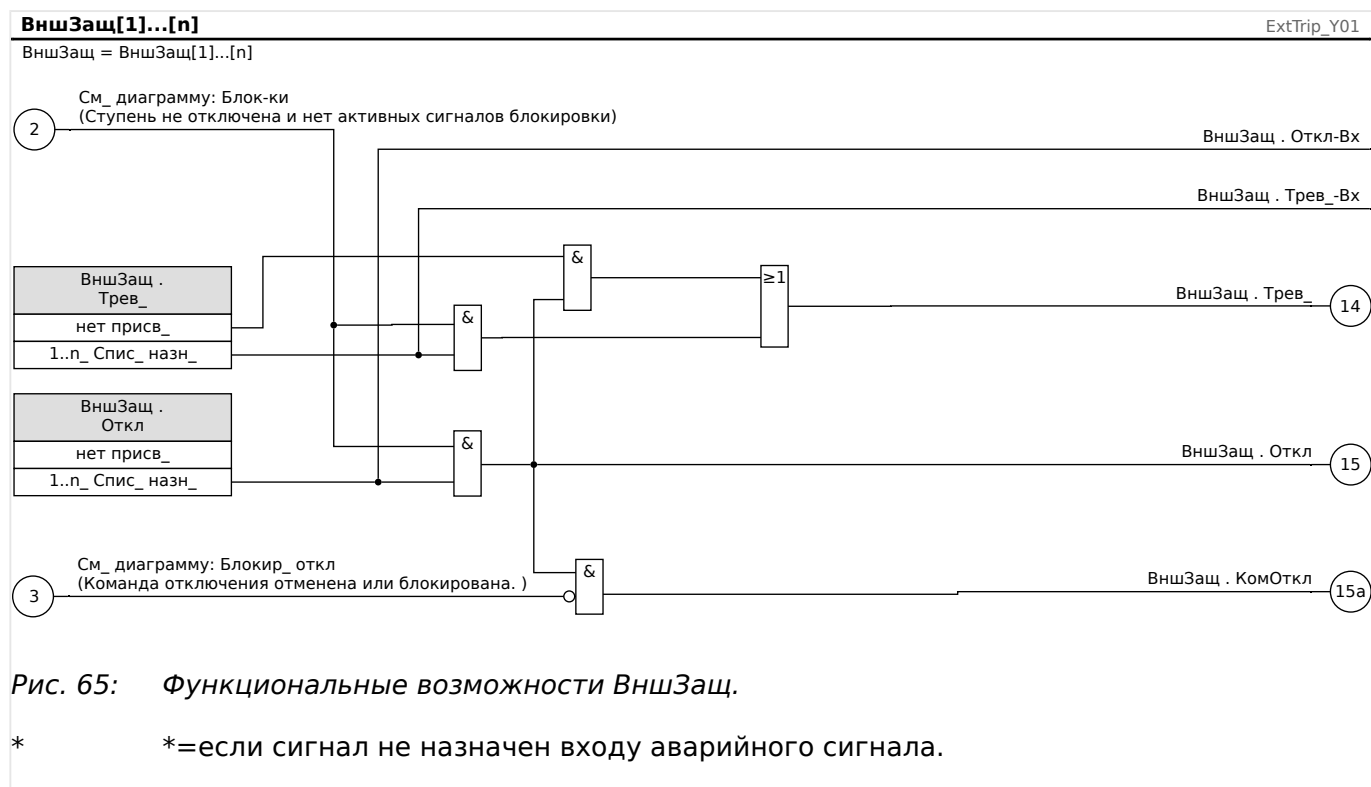 ВншЗащ[1]...[n] ExtTrip_Y01
ВншЗащ = ВншЗащ[1]...[n]
См_ диаграмму: Блок-ки
(Ступень не отключена и нет активных сигналов блокировки)
2
ВншЗащ . Откл-Вх
ВншЗащ . Трев_-Вх
&
ВншЗащ .
Трев_
нет присв_
1..n_ Спис_ назн_
&
≥1
ВншЗащ . Трев_
14
ВншЗащ .
Откл
нет присв_
1..n_ Спис_ назн_
&
ВншЗащ . Откл
15
См_ диаграмму: Блокир_ откл
(Команда отключения отменена или блокирована. )
3
&
ВншЗащ . КомОткл
15a
Рис. 65: Функциональные возможности ВншЗащ.
* *=если сигнал не назначен входу аварийного сигнала.